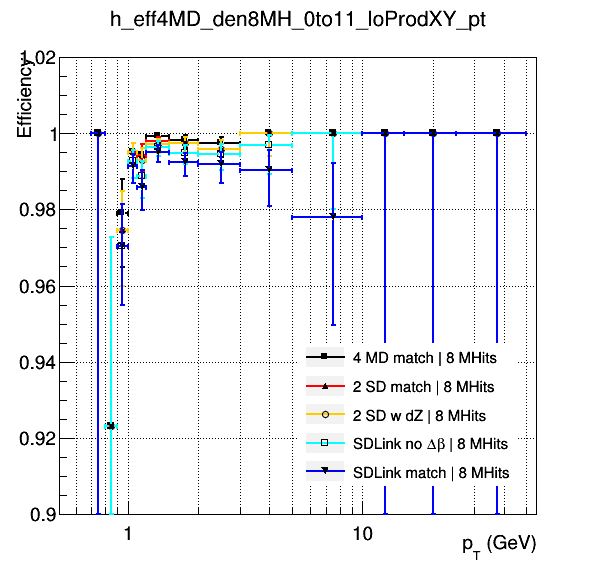 h_eff4MD_den8MH_0to11_loProdXY_pt
Efficiency
1.02
1
0.98
0.96
0.94
0.92
0.9
4 MD match | 8 MHits
2 SD match | 8 MHits
2 SD w dZ | 8 MHits
SDLink no Δβ | 8 MHits
SDLink match | 8 MHits
1
10
p_T (GeV)